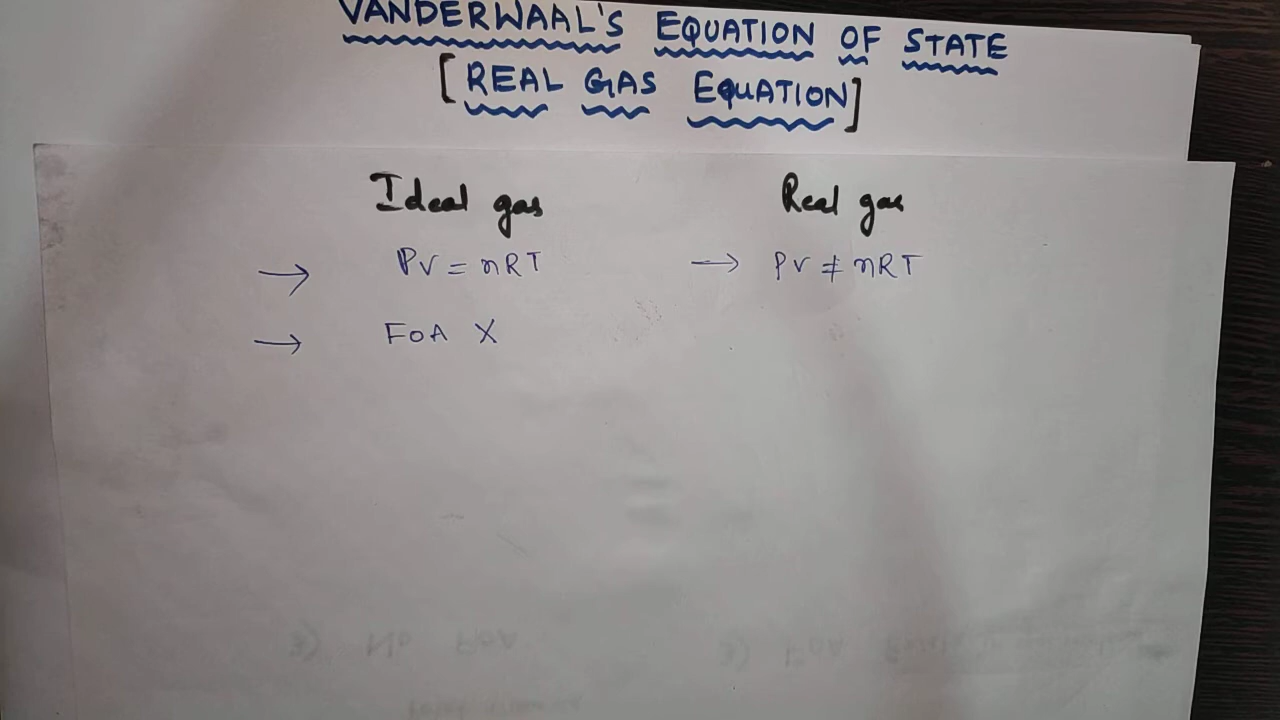 VANDERWAAL'S EQUATION OF STATE
[REAL GAS EQUATION]
Ideal gas Real gas
→ PV = nRT → PV ≠ nRT
→ FOA X